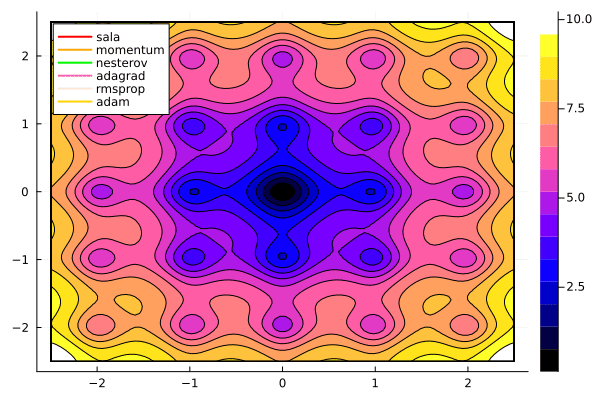 sala
momentum
nesterov
adagrad
rmsprop
adam
2
1
0
−1
−2
−2
−1
0
1
2
10.0
7.5
5.0
2.5